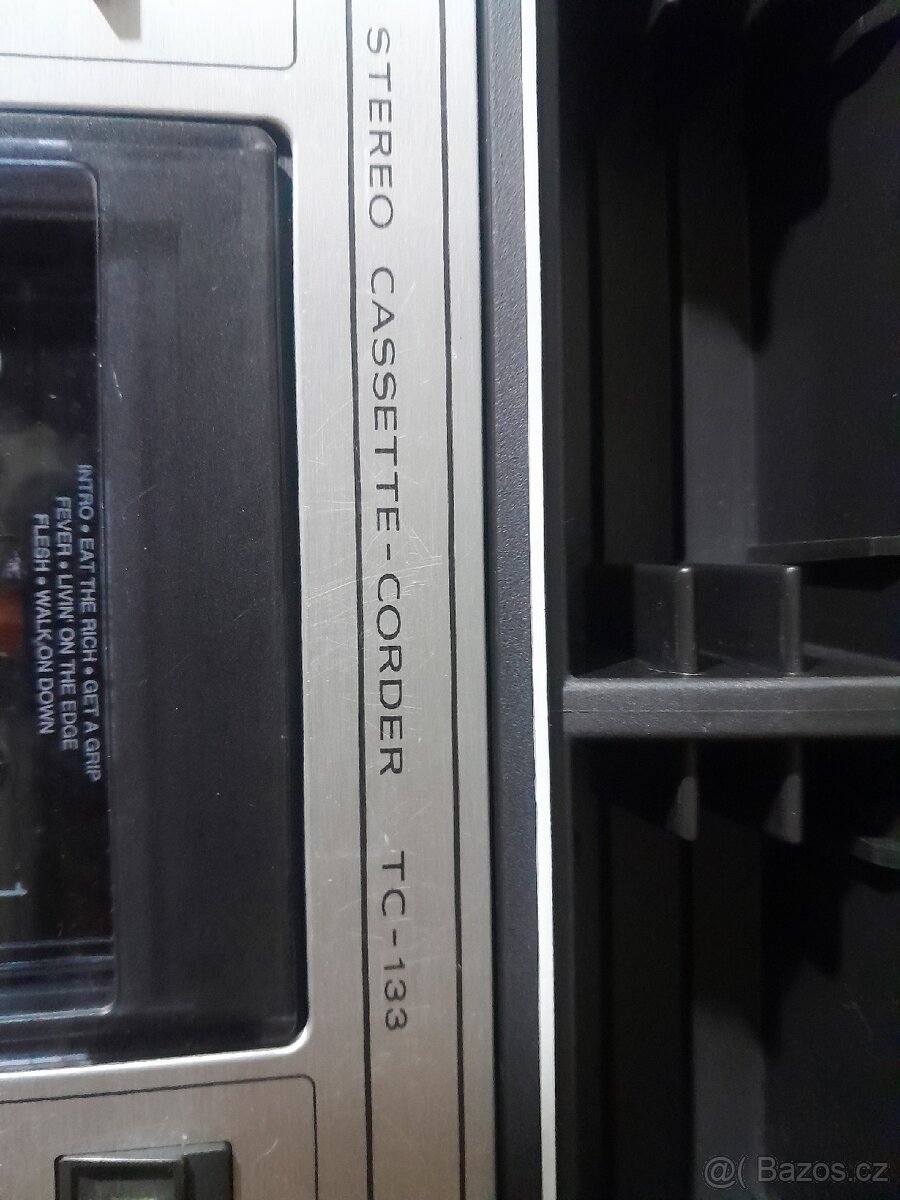 STEREO CASSETTE-CORDER TC-133
INTRO • EAT THE RICH • GET A GRIP
FEVER • LIVIN' ON THE EDGE
FLESH • WALK ON DOWN
@( Bazos.cz